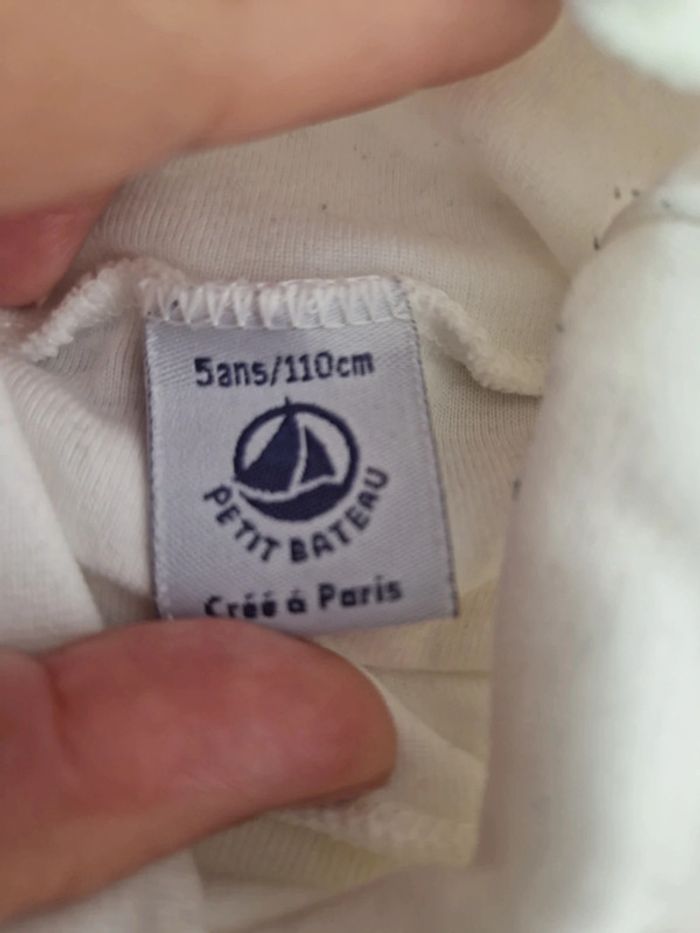 5ans/110cm
PETIT BATEAU
Créé à Paris